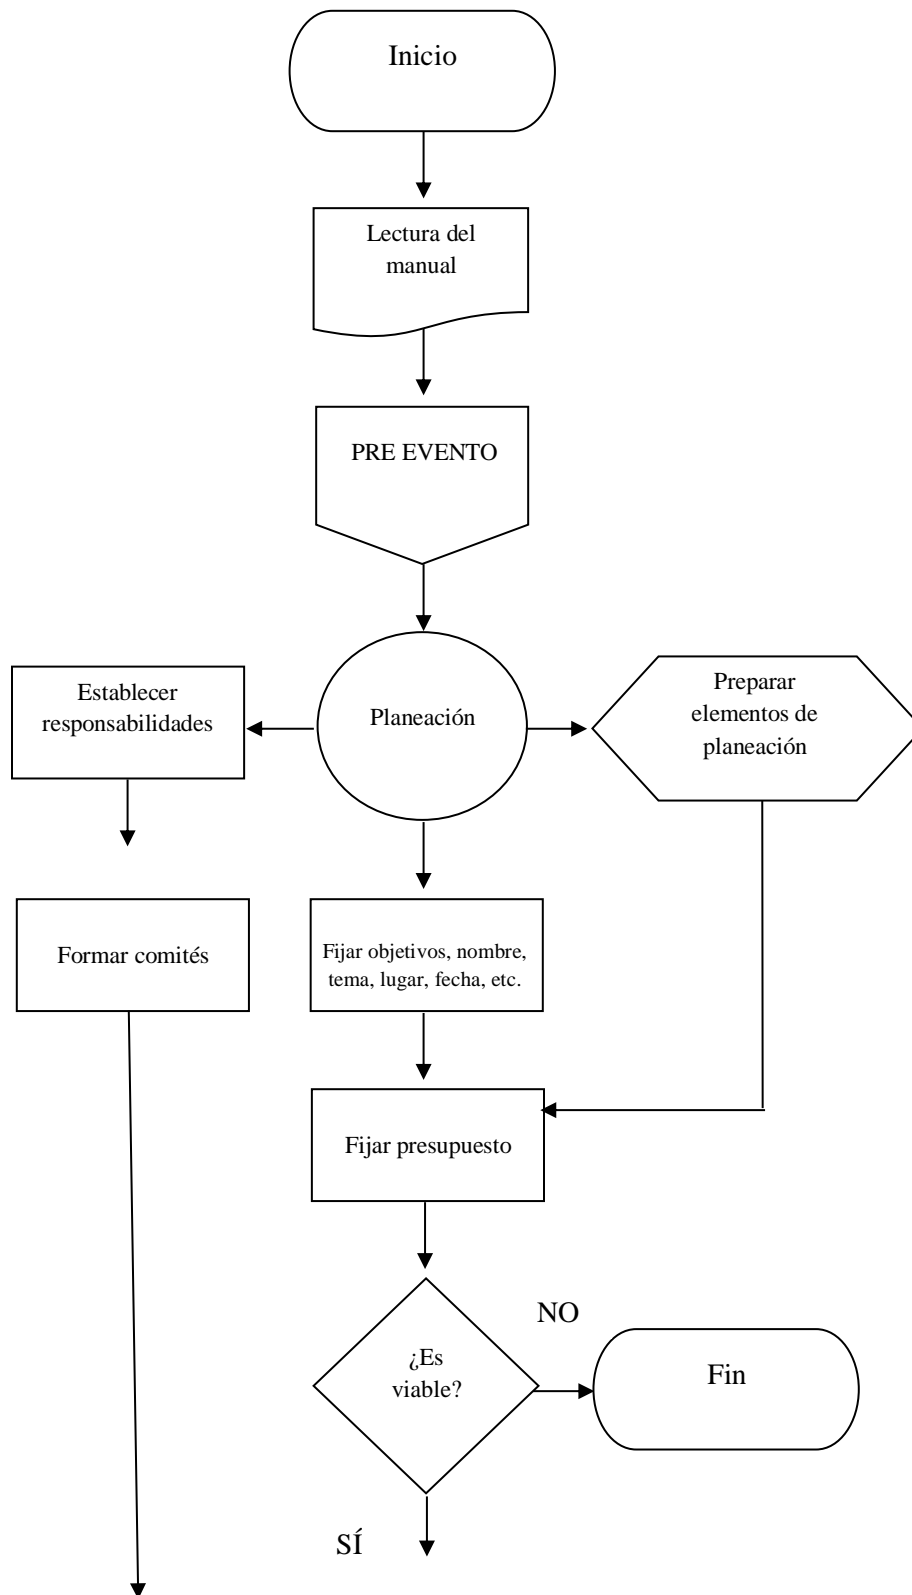 Inicio
Lectura del
manual
PRE EVENTO
Establecer
responsabilidades
Planeación
Preparar
elementos de
planeación
Formar comités
Fijar objetivos, nombre,
tema, lugar, fecha, etc.
Fijar presupuesto
¿Es
viable?
NO
Fin
SÍ